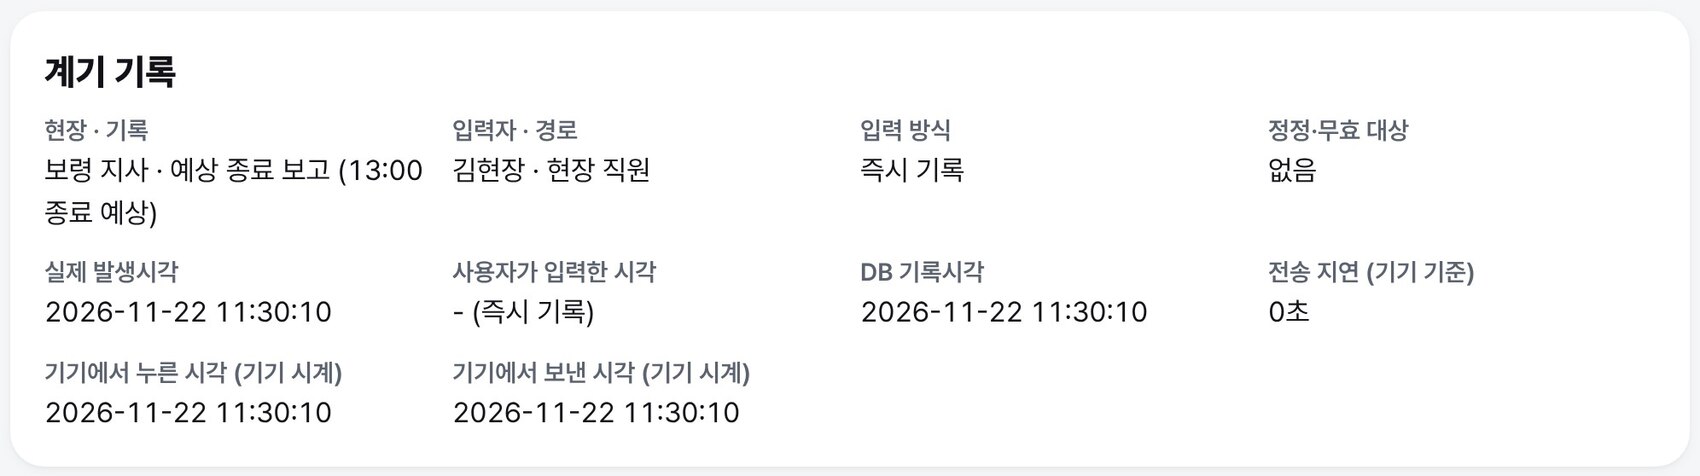 계기 기록
현장 · 기록
보령 지사 · 예상 종료 보고 (13:00
종료 예상)
입력자 · 경로
김현장 · 현장 직원
입력 방식
즉시 기록
정정·무효 대상
없음
실제 발생시각
2026-11-22 11:30:10
사용자가 입력한 시각
- (즉시 기록)
DB 기록시각
2026-11-22 11:30:10
전송 지연 (기기 기준)
0초
기기에서 누른 시각 (기기 시계)
2026-11-22 11:30:10
기기에서 보낸 시각 (기기 시계)
2026-11-22 11:30:10